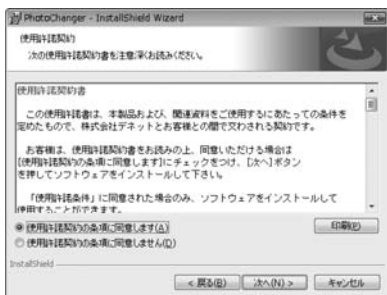 PhotoChanger - InstallShield Wizard
使用許諾契約
次の使用許諾契約書を注意深くお読みください。
使用許諾契約書
この使用許諾書は、本製品および、関連資料をご使用するにあたっての条件を
定めたもので、株式会社デネットとお客様との間で交わされる契約です。
お客様は、使用許諾契約書をお読みの上、同意いただける場合は
[使用許諾契約の条項に同意します]にチェックをつけ、[次へ]ボタン
を押してソフトウェアをインストールして下さい。
「使用許諾条件」に同意された場合のみ、ソフトウェアをインストールして
使用することができます。
使用許諾契約の条項に同意します(A)
印刷(P)
使用許諾契約の条項に同意しません(D)
InstallShield
< 戻る(B)
次へ(N) >
キャンセル